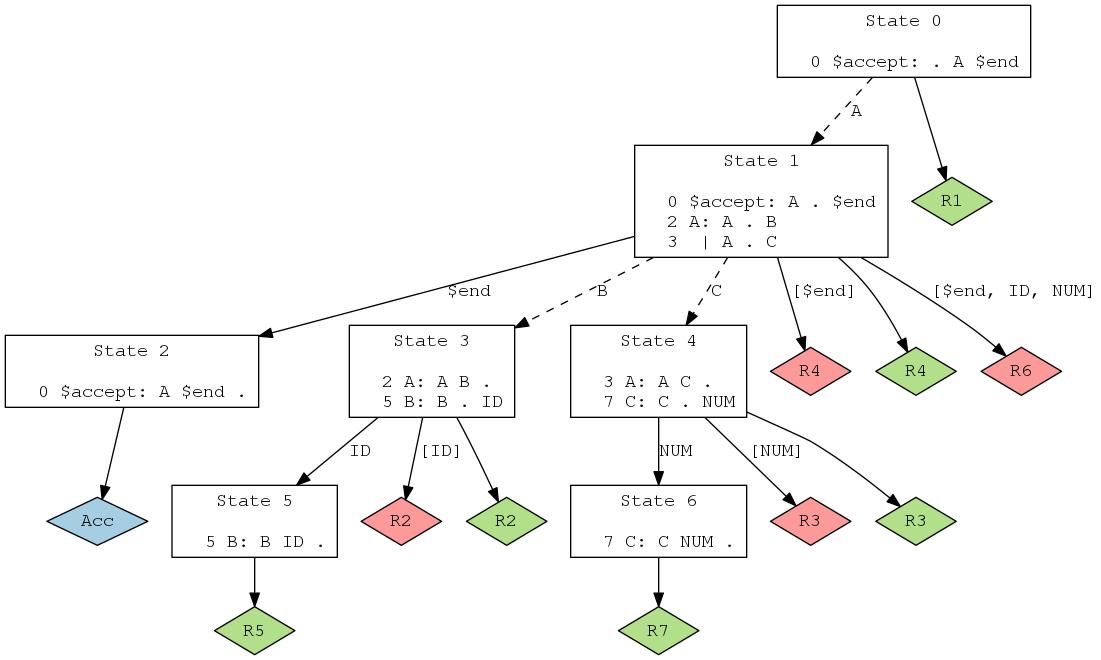 State 0
0 $accept: . A $end
A
State 1
0 $accept: A . $end
2 A: A . B
3 | A . C
R1
$end
B
C
[$end]
[$end, ID, NUM]
State 2
0 $accept: A $end .
State 3
2 A: A B .
5 B: B . ID
State 4
3 A: A C .
7 C: C . NUM
R4
R4
R6
ID
[ID]
NUM
[NUM]
Acc
State 5
5 B: B ID .
R2
R2
State 6
7 C: C NUM .
R3
R3
R5
R7